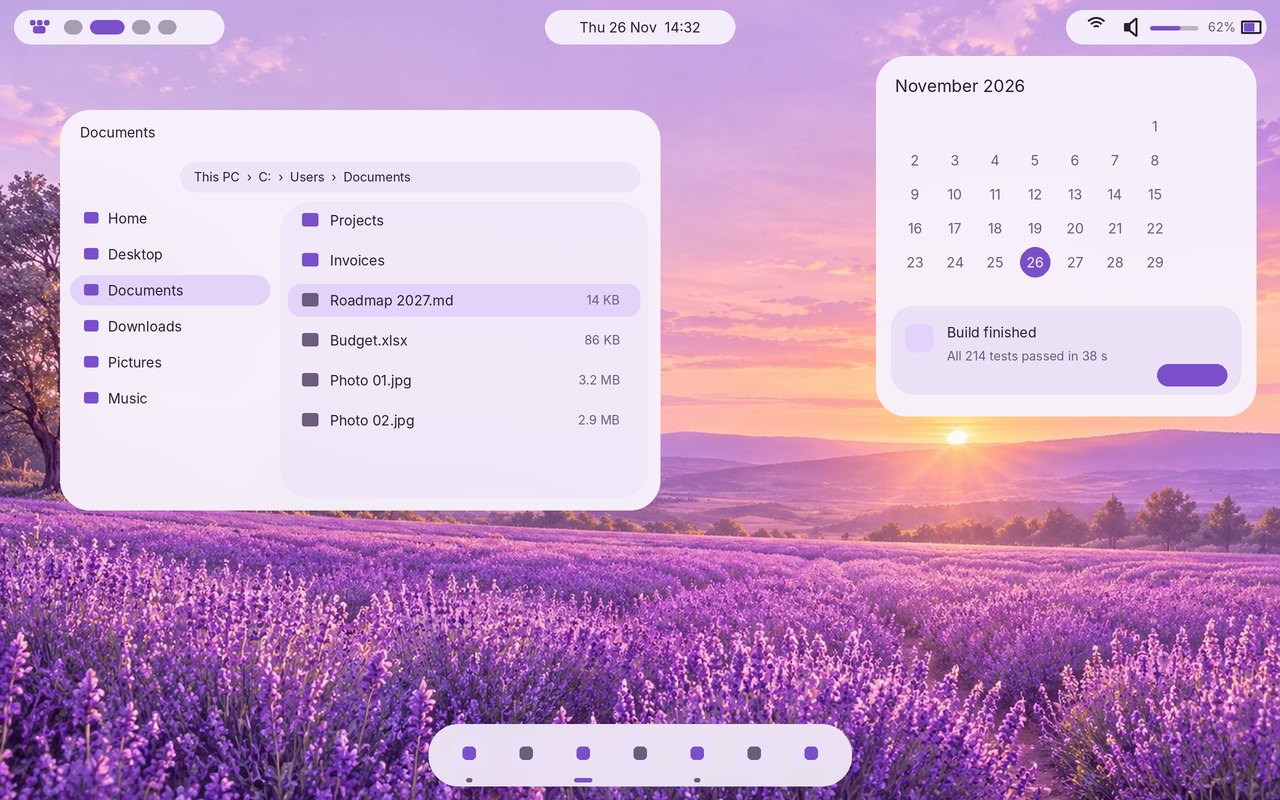 Thu 26 Nov 14:32
62%
Documents
This PC › C: › Users › Documents
Home
Desktop
Documents
Downloads
Pictures
Music
Projects
Invoices
Roadmap 2027.md 14 KB
Budget.xlsx 86 KB
Photo 01.jpg 3.2 MB
Photo 02.jpg 2.9 MB
November 2026
1
2 3 4 5 6 7 8
9 10 11 12 13 14 15
16 17 18 19 20 21 22
23 24 25 26 27 28 29
Build finished
All 214 tests passed in 38 s